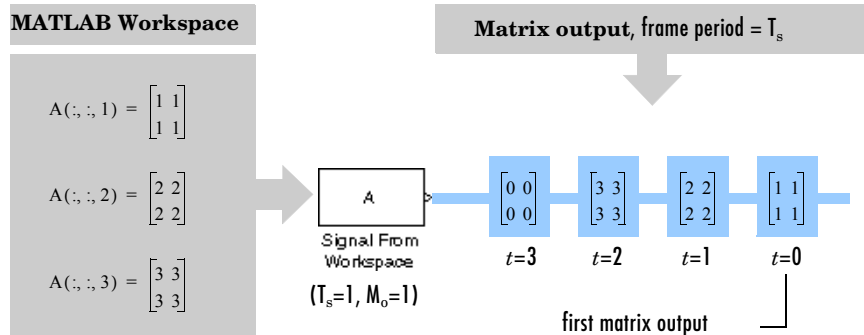 MATLAB Workspace
Matrix output, frame period = Tₛ
A(:, :, 1) = [1 1
1 1]
A(:, :, 2) = [2 2
2 2]
A(:, :, 3) = [3 3
3 3]
A
Signal From
Workspace
(Tₛ=1, Mₒ=1)
[0 0
0 0]
[3 3
3 3]
[2 2
2 2]
[1 1
1 1]
t=3
t=2
t=1
t=0
first matrix output